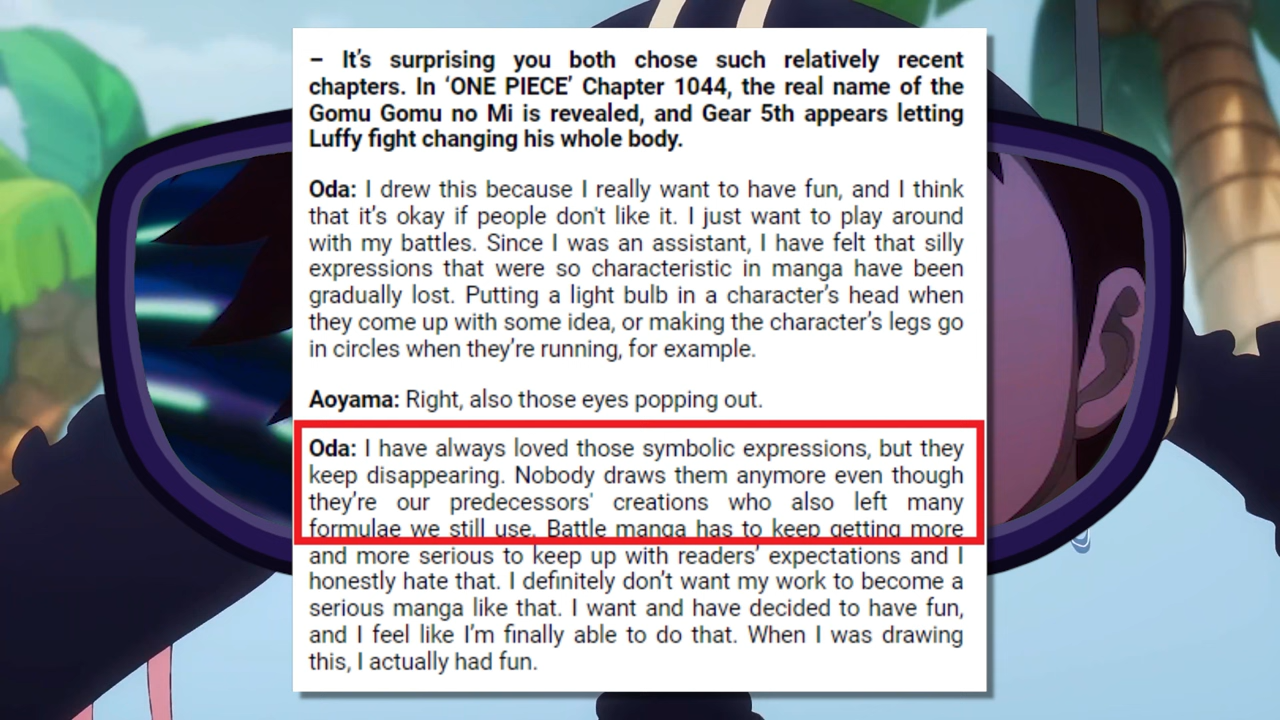 – It's surprising you both chose such relatively recent
chapters. In ‘ONE PIECE’ Chapter 1044, the real name of the
Gomu Gomu no Mi is revealed, and Gear 5th appears letting
Luffy fight changing his whole body.
Oda: I drew this because I really want to have fun, and I think
that it's okay if people don't like it. I just want to play around
with my battles. Since I was an assistant, I have felt that silly
expressions that were so characteristic in manga have been
gradually lost. Putting a light bulb in a character's head when
they come up with some idea, or making the character's legs go
in circles when they're running, for example.
Aoyama: Right, also those eyes popping out.
Oda: I have always loved those symbolic expressions, but they
keep disappearing. Nobody draws them anymore even though
they're our predecessors' creations who also left many
formulae we still use. Battle manga has to keep getting more
and more serious to keep up with readers’ expectations and I
honestly hate that. I definitely don’t want my work to become a
serious manga like that. I want and have decided to have fun,
and I feel like I’m finally able to do that. When I was drawing
this, I actually had fun.